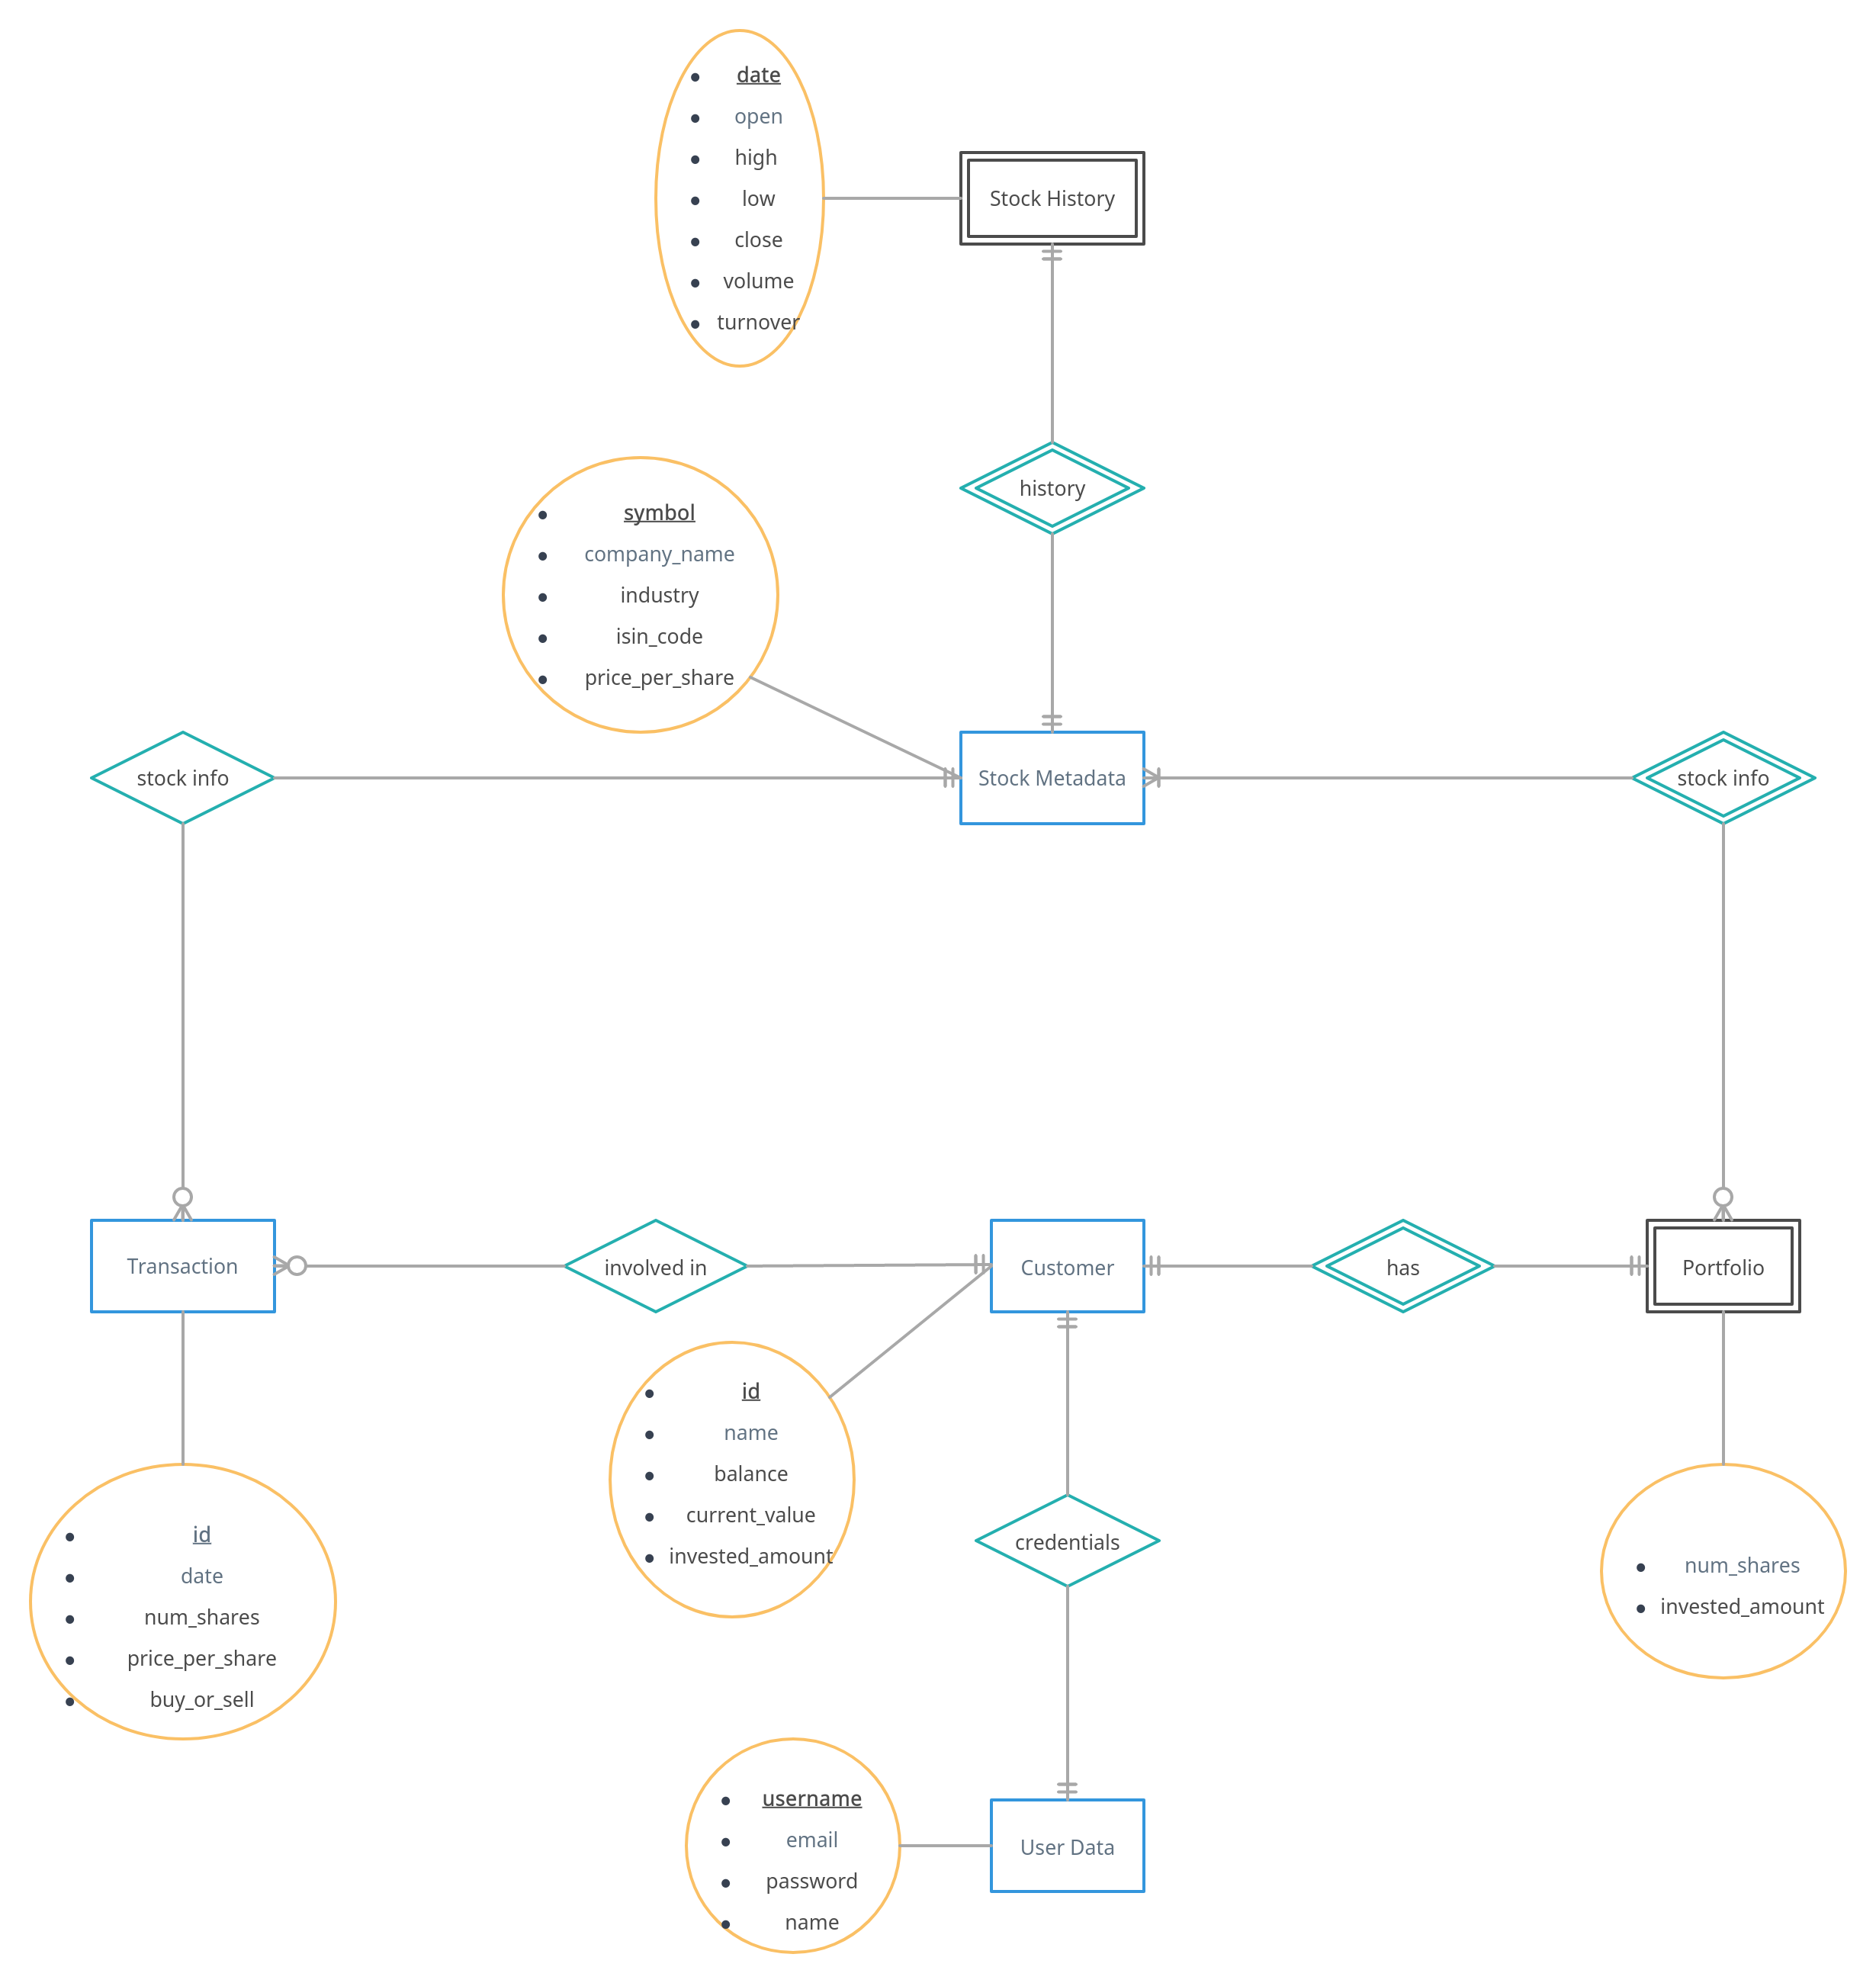 date
open
high
low
close
volume
turnover
Stock History
history
symbol
company_name
industry
isin_code
price_per_share
stock info
Stock Metadata
stock info
Transaction
involved in
Customer
has
Portfolio
id
name
balance
current_value
invested_amount
id
date
num_shares
price_per_share
buy_or_sell
credentials
num_shares
invested_amount
username
email
password
name
User Data